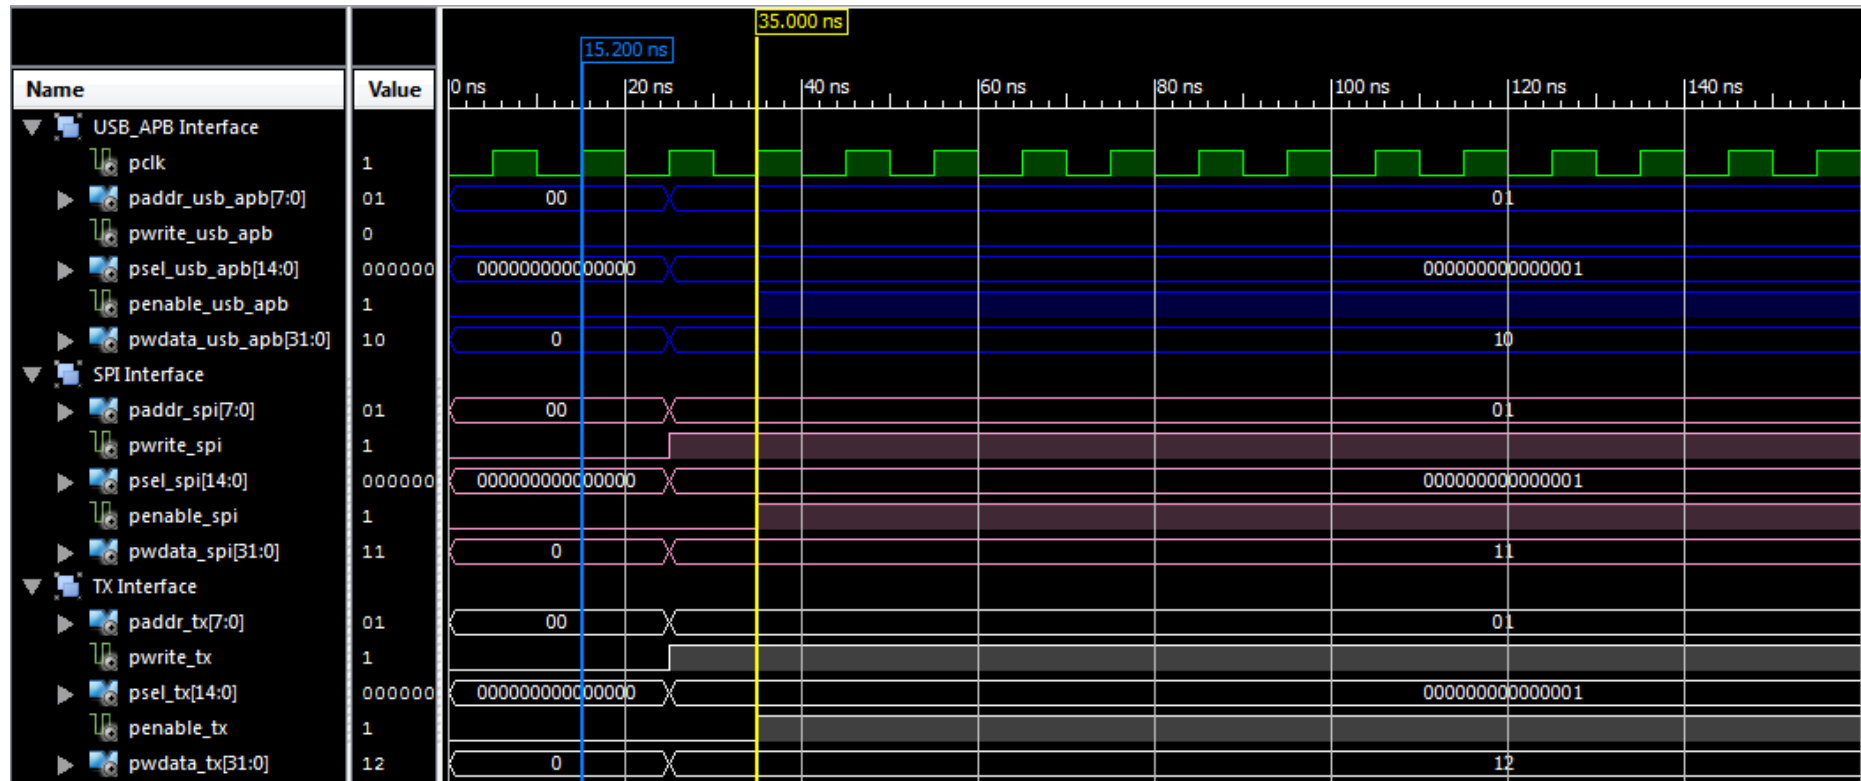 35.000 ns
15.200 ns
Name Value 0 ns 20 ns 40 ns 60 ns 80 ns 100 ns 120 ns 140 ns
USB_APB Interface
pclk 1
paddr_usb_apb[7:0] 01 00 01
pwrite_usb_apb 0
psel_usb_apb[14:0] 000000 000000000000000 000000000000001
penable_usb_apb 1
pwdata_usb_apb[31:0] 10 0 10
SPI Interface
paddr_spi[7:0] 01 00 01
pwrite_spi 1
psel_spi[14:0] 000000 000000000000000 000000000000001
penable_spi 1
pwdata_spi[31:0] 11 0 11
TX Interface
paddr_tx[7:0] 01 00 01
pwrite_tx 1
psel_tx[14:0] 000000 000000000000000 000000000000001
penable_tx 1
pwdata_tx[31:0] 12 0 12